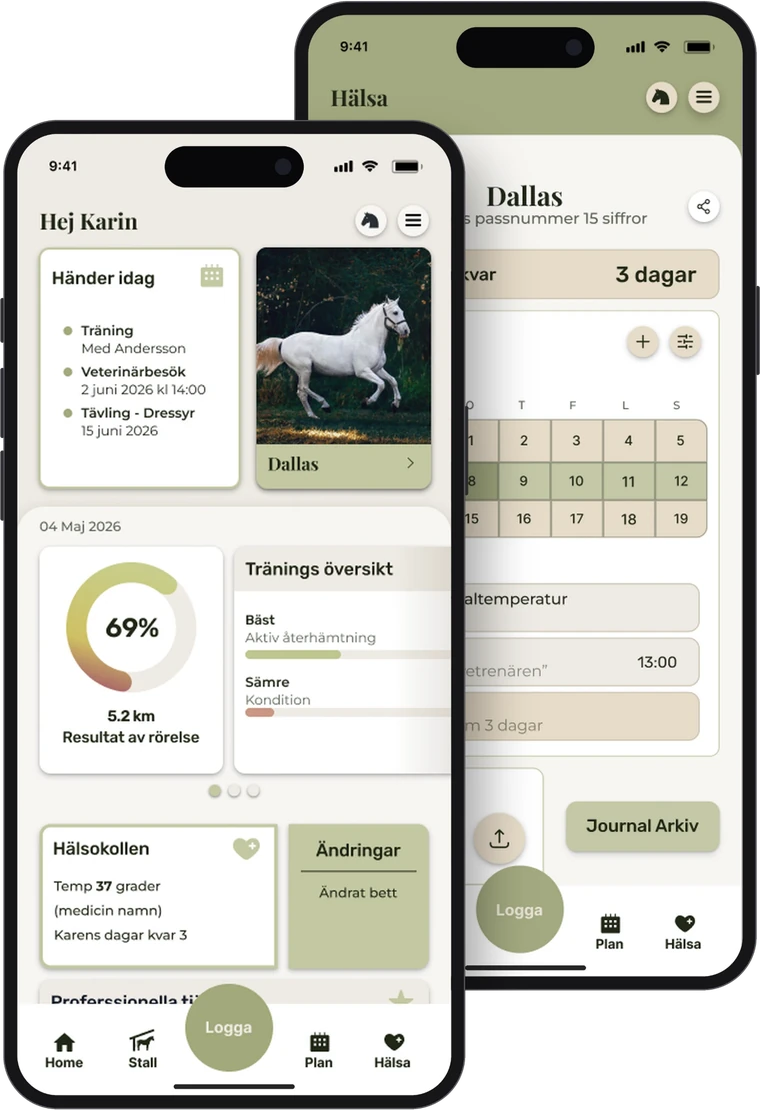 9:41
Hej Karin
Händer idag
Träning
Med Andersson
Veterinärbesök
2 juni 2026 kl 14:00
Tävling - Dressyr
15 juni 2026
Dallas
04 Maj 2026
69%
5.2 km
Resultat av rörelse
Tränings översikt
Bäst
Aktiv återhämtning
Sämre
Kondition
Hälsokollen
Temp 37 grader
(medicin namn)
Karens dagar kvar 3
Ändringar
Ändrat bett
Proferssionella
Logga
Home
Stall
Plan
Hälsa
9:41
Hälsa
Dallas
s passnummer 15 siffror
kvar 3 dagar
T F L S
2 3 4 5
8 9 10 11 12
15 16 17 18 19
altemperatur
etrenären” 13:00
m 3 dagar
Journal Arkiv
Logga
Plan
Hälsa